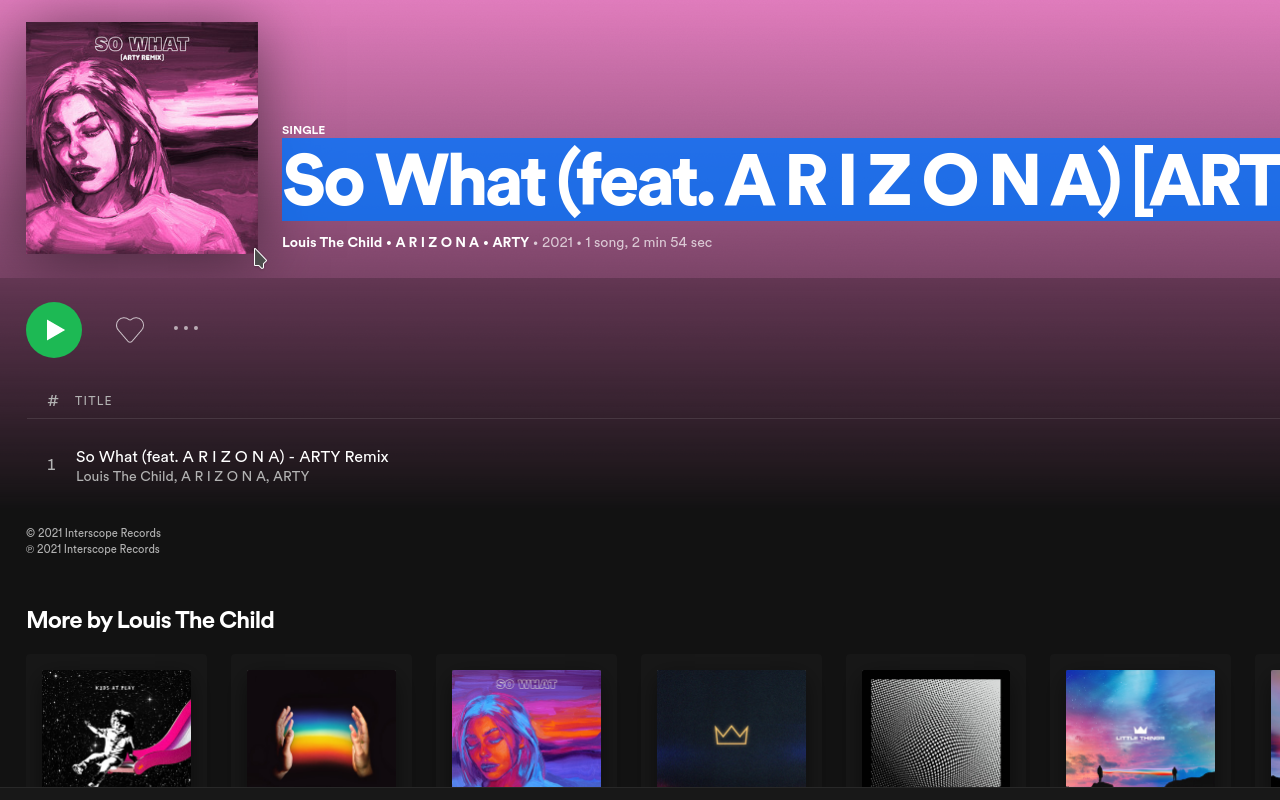 SO WHAT
[ARTY REMIX]
SINGLE
So What (feat. A R I Z O N A) [ART
Louis The Child • A R I Z O N A • ARTY • 2021 • 1 song, 2 min 54 sec
# TITLE
1 So What (feat. A R I Z O N A) - ARTY Remix
Louis The Child, A R I Z O N A, ARTY
© 2021 Interscope Records
℗ 2021 Interscope Records
More by Louis The Child
KIDS AT PLAY
SO WHAT
LITTLE THINGS